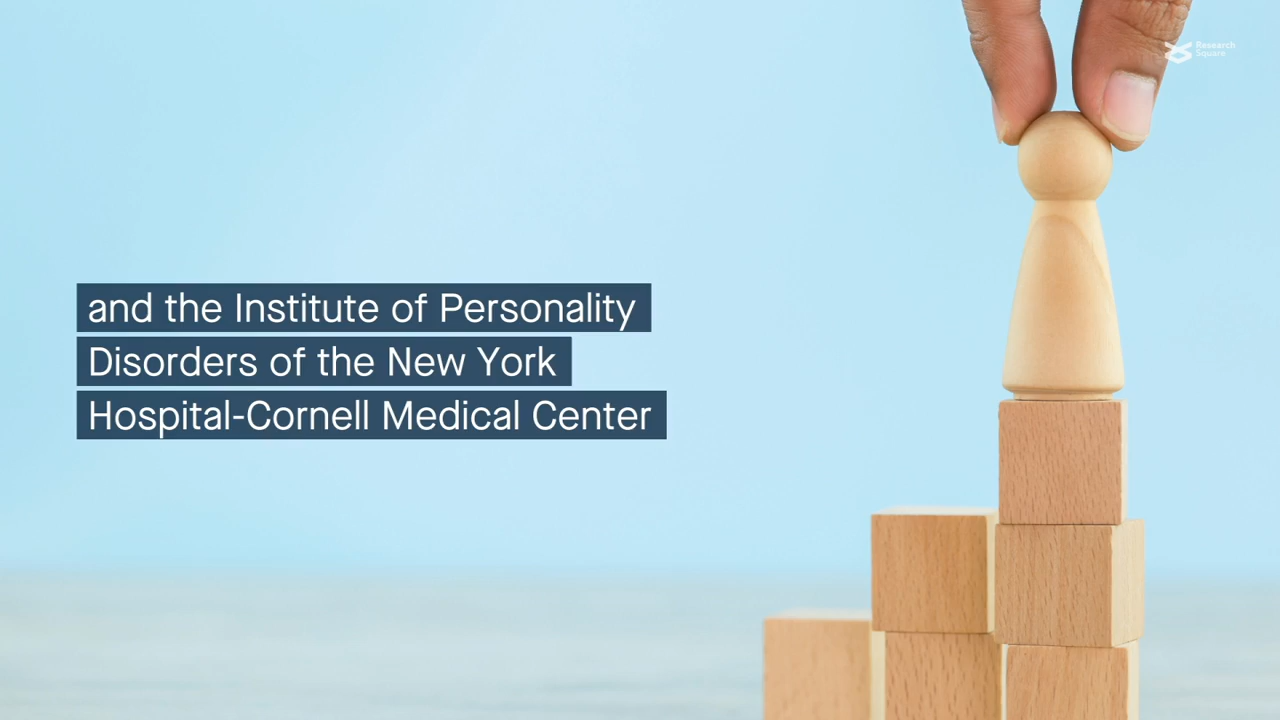 Research
Square
and the Institute of Personality
Disorders of the New York
Hospital-Cornell Medical Center